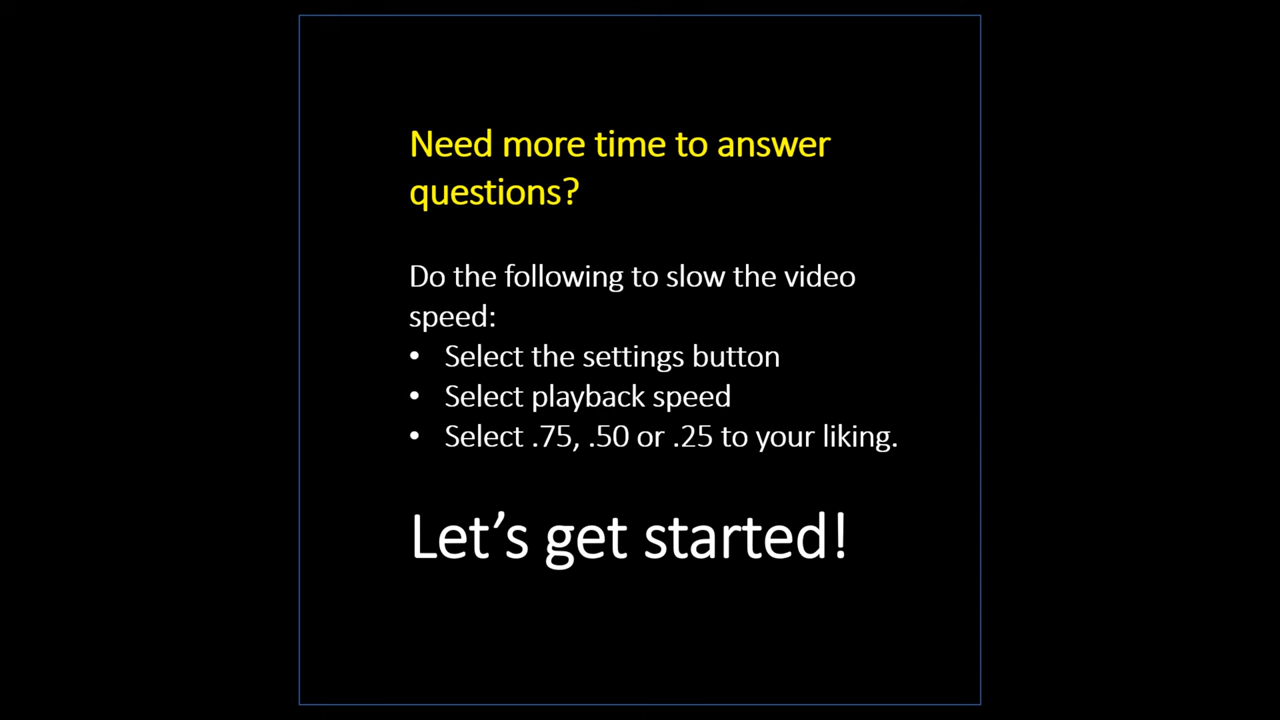 Need more time to answer
questions?
Do the following to slow the video
speed:
• Select the settings button
• Select playback speed
• Select .75, .50 or .25 to your liking.
Let’s get started!